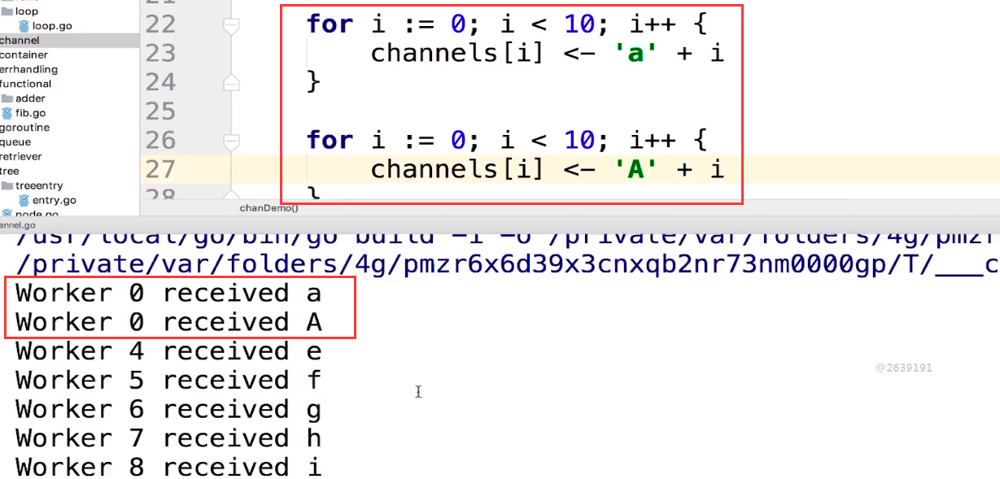 loop
loop.go
channel
container
errhandling
functional
adder
fib.go
goroutine
queue
retriever
tree
treeentry
entry.go
node.go
22 for i := 0; i < 10; i++ {
23 channels[i] <- 'a' + i
24 }
25
26 for i := 0; i < 10; i++ {
27 channels[i] <- 'A' + i
28 }
chanDemo()
annel.go
/usr/local/go/bin/go build -i -o /private/var/folders/4g/pmzr
/private/var/folders/4g/pmzr6x6d39x3cnxqb2nr73nm0000gp/T/___c
Worker 0 received a
Worker 0 received A
Worker 4 received e
Worker 5 received f
Worker 6 received g
Worker 7 received h
Worker 8 received i
@2639191